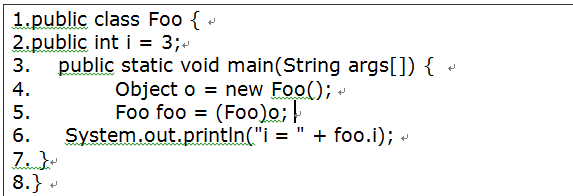 1.public class Foo {
2.public int i = 3;
3. public static void main(String args[]) {
4. Object o = new Foo();
5. Foo foo = (Foo)o;
6. System.out.println("i = " + foo.i);
7. }
8.}